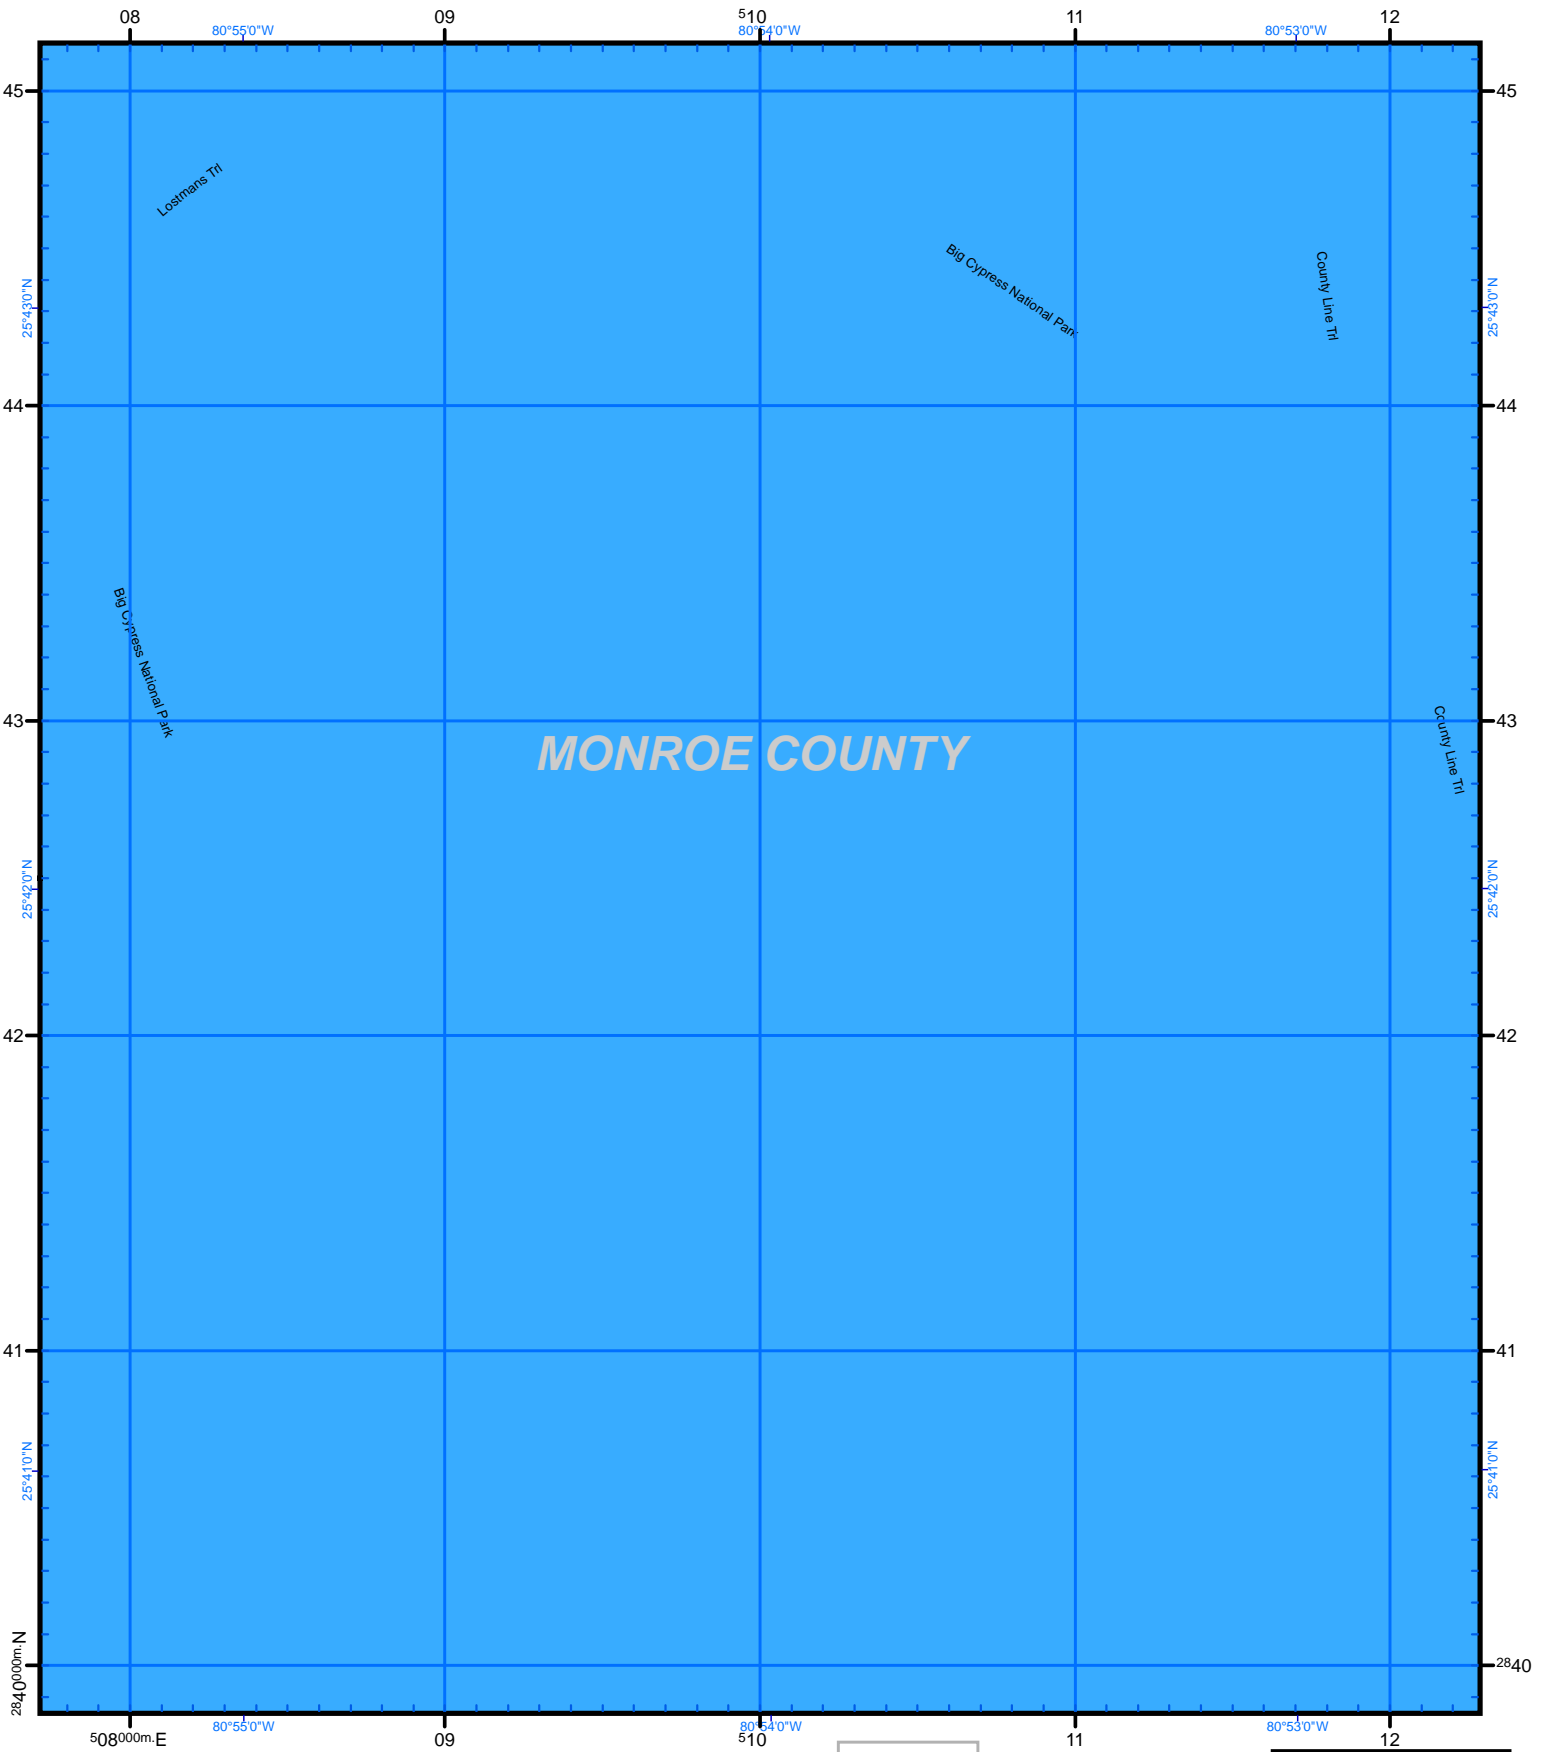 08 09 510 11 12
80°55'0"W 80°54'0"W 80°53'0"W
45 45
Lostmans Trl
Big Cypress National Park
County Line Trl
25°43'0"N 25°43'0"N
44 44
Big Cypress National Park
43 43
County Line Trl
MONROE COUNTY
25°42'0"N 25°42'0"N
42 42
41 41
25°41'0"N 25°41'0"N
2840000m.N 2840
80°55'0"W 80°54'0"W 80°53'0"W
508000m.E 09 510 11 12